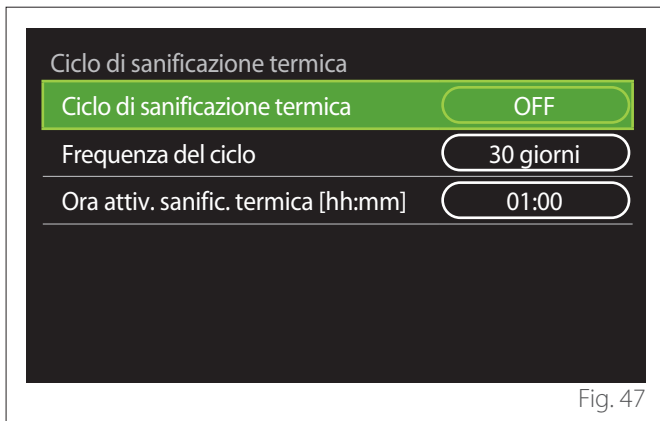 Ciclo di sanificazione termica
Ciclo di sanificazione termica OFF
Frequenza del ciclo 30 giorni
Ora attiv. sanific. termica [hh:mm] 01:00
Fig. 47